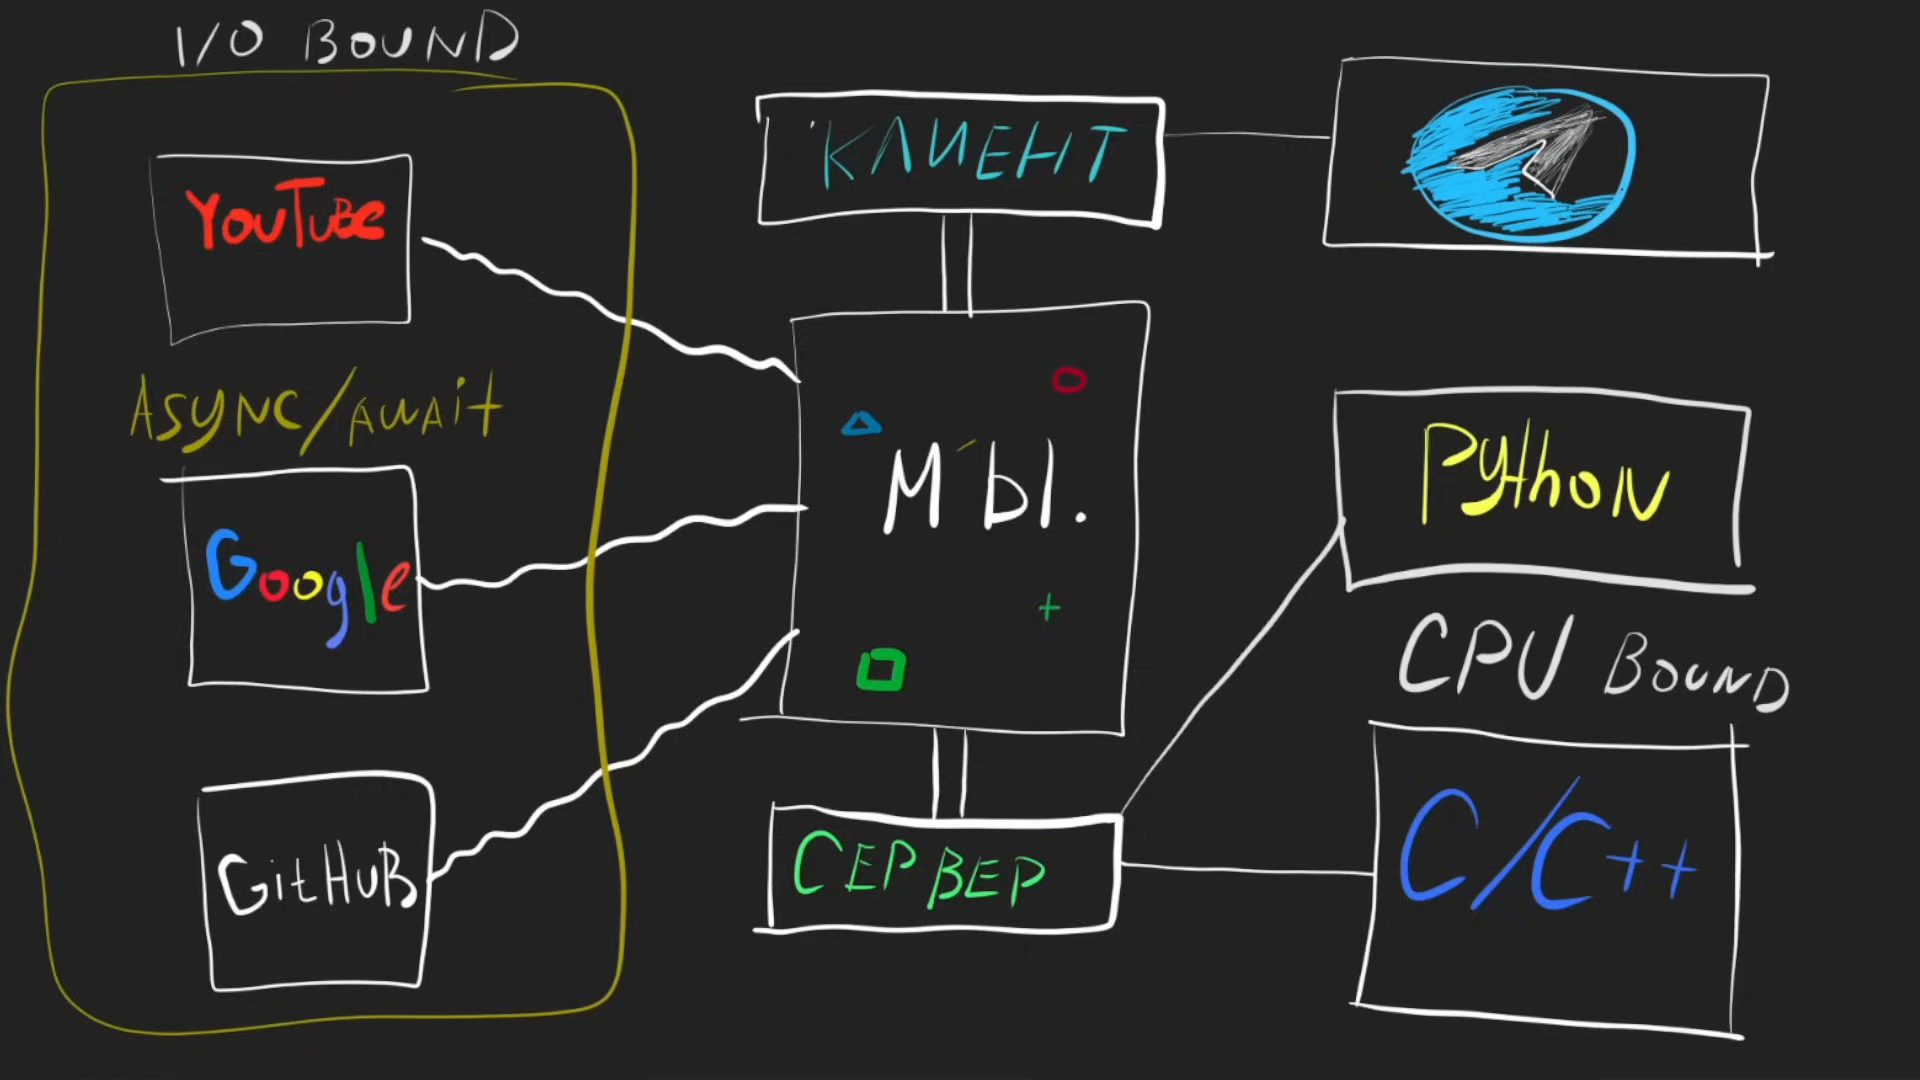 I/O BOUND
YouTube
Async/await
Google
GitHub
КЛИЕНТ
МЫ.
СЕРВЕР
Python
CPU BOUND
C/C++